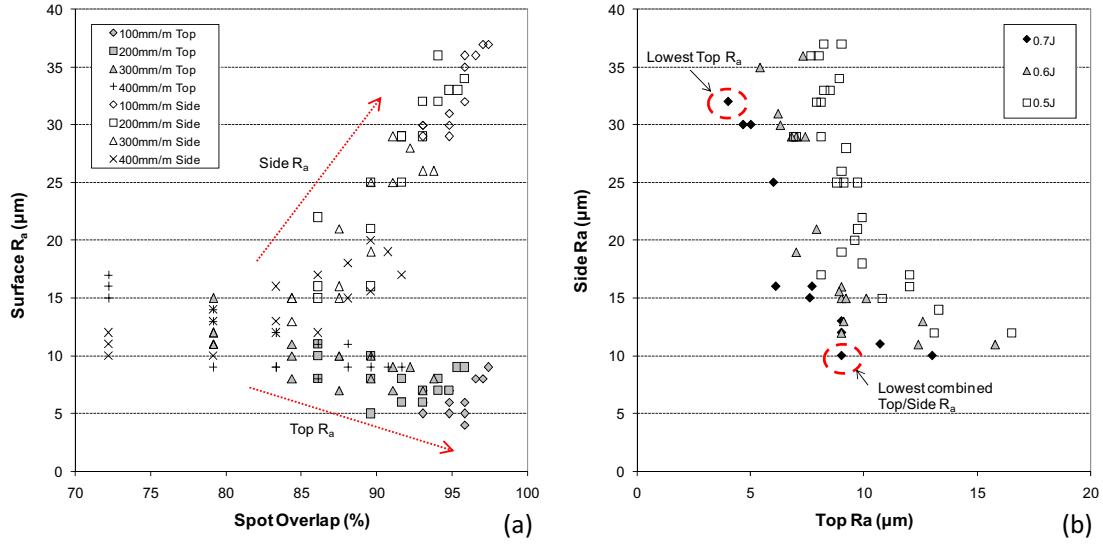 40
35
30
25
20
15
10
5
0
Surface Ra (µm)
100mm/m Top
200mm/m Top
300mm/m Top
400mm/m Top
100mm/m Side
200mm/m Side
300mm/m Side
400mm/m Side
Side Ra
Top Ra
70 75 80 85 90 95 100
Spot Overlap (%)
(a)
40
35
30
25
20
15
10
5
0
Side Ra (µm)
Lowest Top Ra
0.7J
0.6J
0.5J
Lowest combined
Top/Side Ra
0 5 10 15 20
Top Ra (µm)
(b)